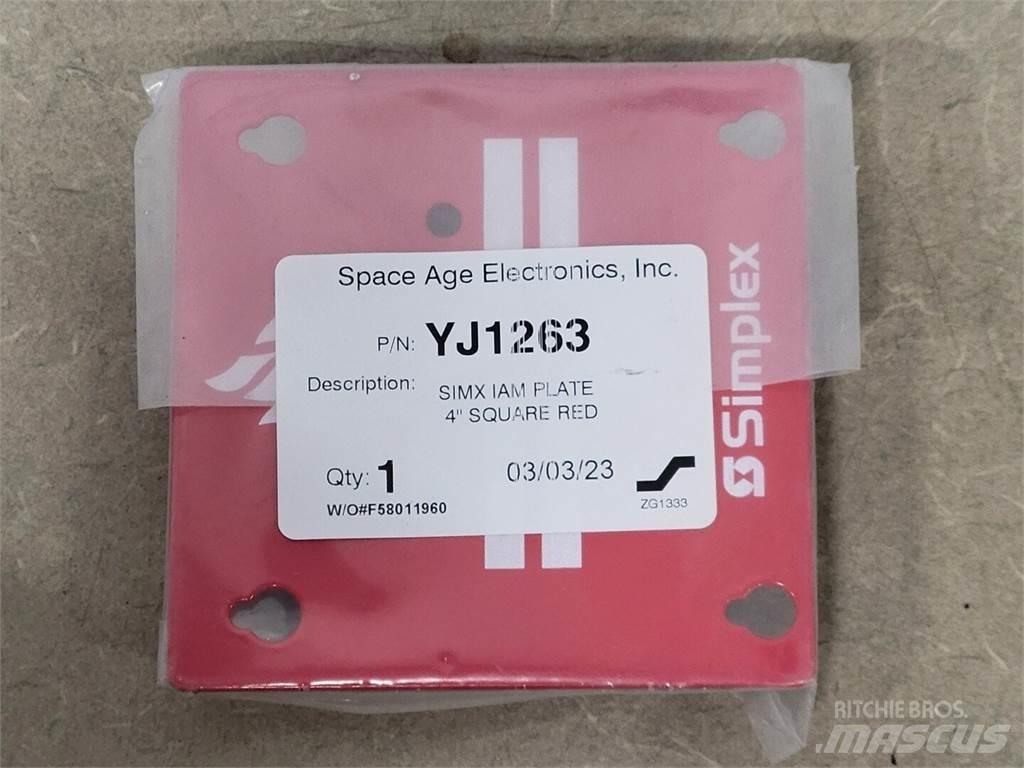 Space Age Electronics, Inc.
P/N: YJ1263
Description: SIMX IAM PLATE
4" SQUARE RED
Qty: 1 03/03/23
W/O#F58011960
ZG1333
Simplex
RITCHIE BROS.
MASCUS